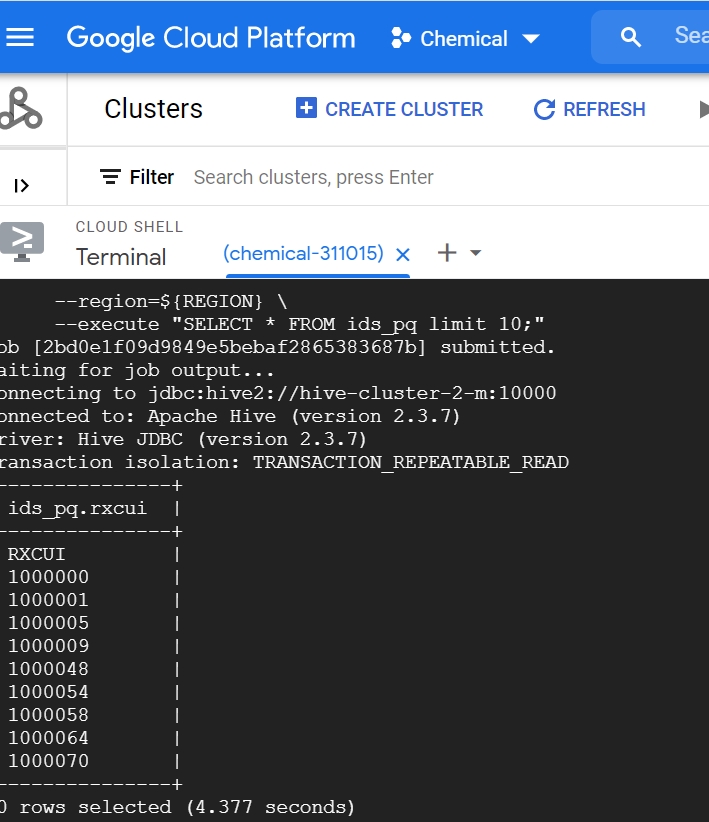 Google Cloud Platform
Chemical
Sea
Clusters
CREATE CLUSTER
REFRESH
Filter
Search clusters, press Enter
CLOUD SHELL
Terminal
(chemical-311015)
--region=${REGION} \
--execute "SELECT * FROM ids_pq limit 10;"
ob [2bd0e1f09d9849e5bebaf2865383687b] submitted.
aiting for job output...
onnecting to jdbc:hive2://hive-cluster-2-m:10000
onnected to: Apache Hive (version 2.3.7)
river: Hive JDBC (version 2.3.7)
ransaction isolation: TRANSACTION_REPEATABLE_READ
---------------+
ids_pq.rxcui |
---------------+
RXCUI |
1000000 |
1000001 |
1000005 |
1000009 |
1000048 |
1000054 |
1000058 |
1000064 |
1000070 |
---------------+
0 rows selected (4.377 seconds)